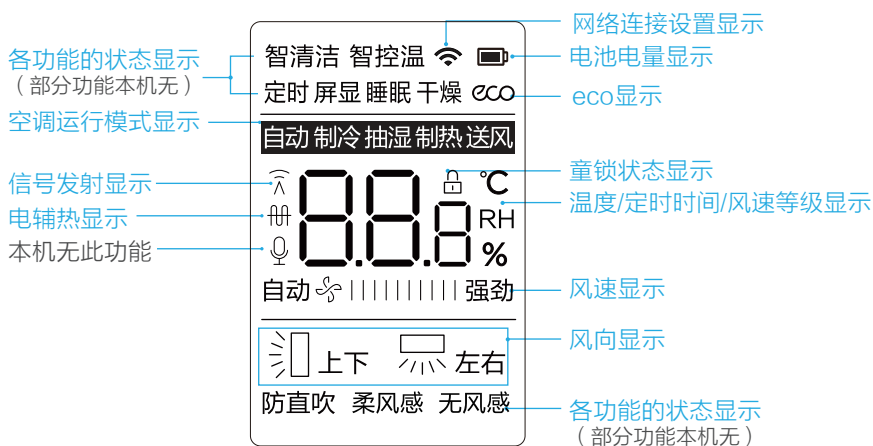 网络连接设置显示
各功能的状态显示
（部分功能本机无）
智清洁 智控温
电池电量显示
定时 屏显 睡眠 干燥 eco
eco显示
空调运行模式显示
自动 制冷 抽湿 制热 送风
信号发射显示
童锁状态显示
℃
温度/定时时间/风速等级显示
电辅热显示
88.8
RH
本机无此功能
%
自动 强劲
风速显示
风向显示
上下 左右
防直吹 柔风感 无风感
各功能的状态显示
（部分功能本机无）